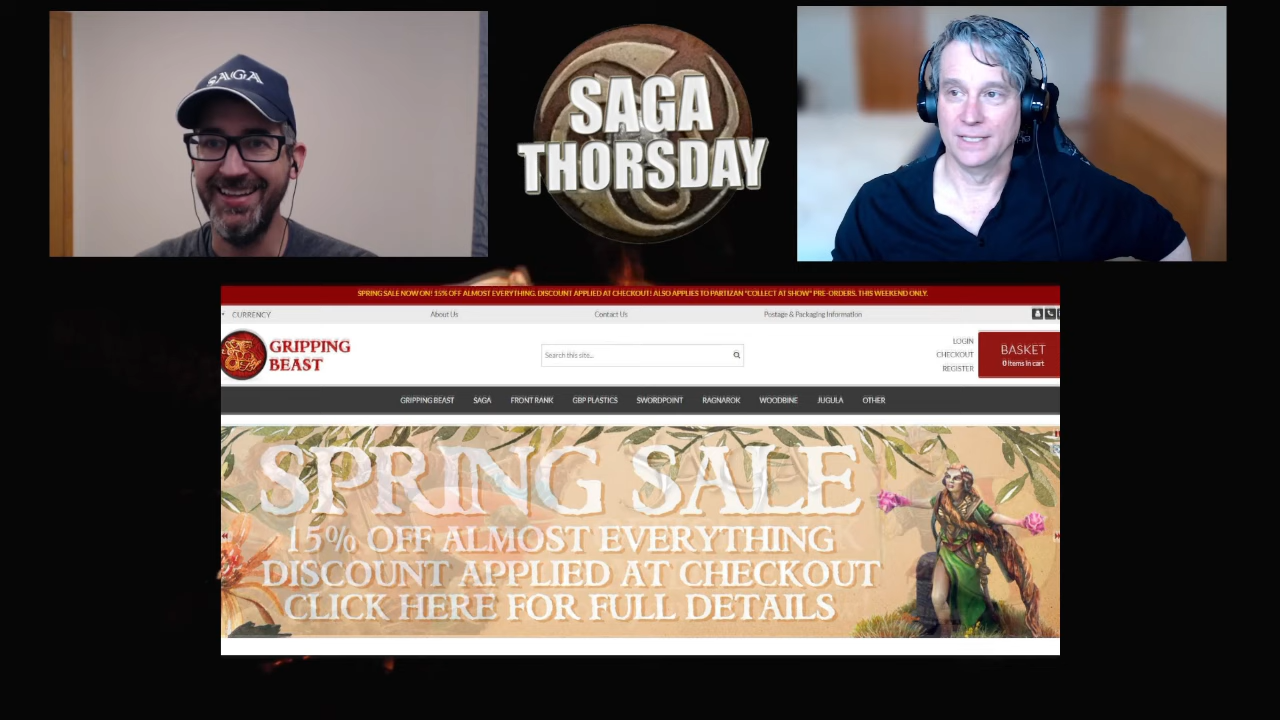 SAGA
SAGA
THORSDAY
SPRING SALE NOW ON! 15% OFF ALMOST EVERYTHING. DISCOUNT APPLIED AT CHECKOUT! ALSO APPLIES TO PARTIZAN "COLLECT AT SHOW" PRE-ORDERS. THIS WEEKEND ONLY.
CURRENCY About Us Contact Us Postage & Packaging Information
GRIPPING
BEAST
Search this site...
LOGIN
CHECKOUT
REGISTER
BASKET
0 items in cart
GRIPPING BEAST SAGA FRONT RANK GBP PLASTICS SWORDPOINT RAGNAROK WOODBINE JUGULA OTHER
SPRING SALE
15% OFF ALMOST EVERYTHING
DISCOUNT APPLIED AT CHECKOUT
CLICK HERE FOR FULL DETAILS